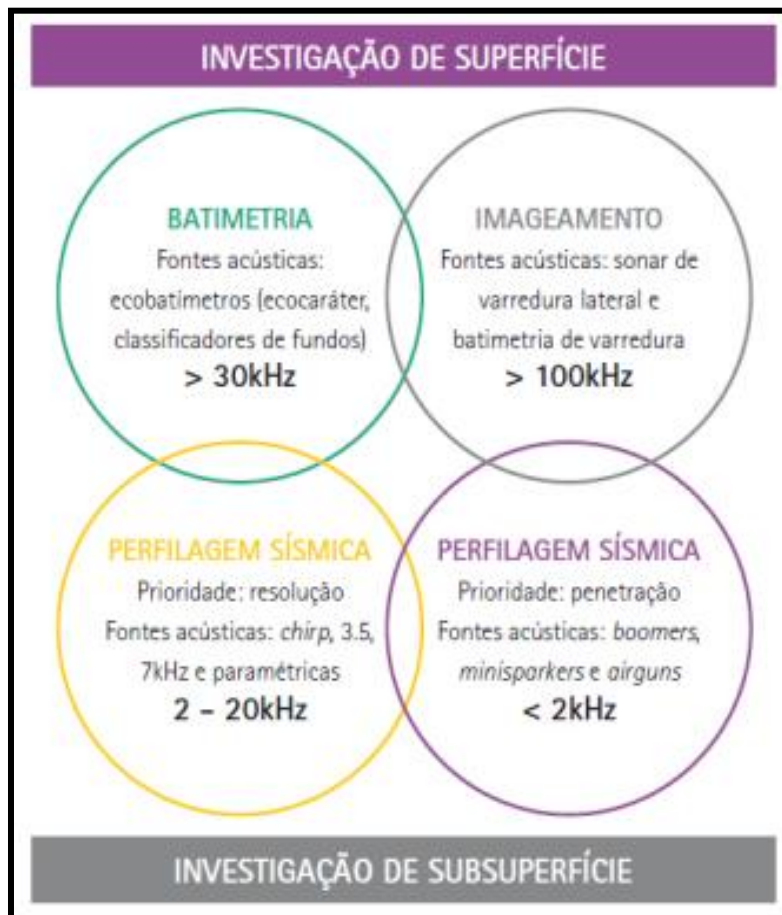 INVESTIGAÇÃO DE SUPERFÍCIE
BATIMETRIA
Fontes acústicas:
ecobatímetros (ecocaráter,
classificadores de fundos)
> 30kHz
IMAGEAMENTO
Fontes acústicas: sonar de
varredura lateral e
batimetria de varredura
> 100kHz
PERFILAGEM SÍSMICA
Prioridade: resolução
Fontes acústicas: chirp, 3.5,
7kHz e paramétricas
2 – 20kHz
PERFILAGEM SÍSMICA
Prioridade: penetração
Fontes acústicas: boomers,
minisparkers e airguns
< 2kHz
INVESTIGAÇÃO DE SUBSUPERFÍCIE